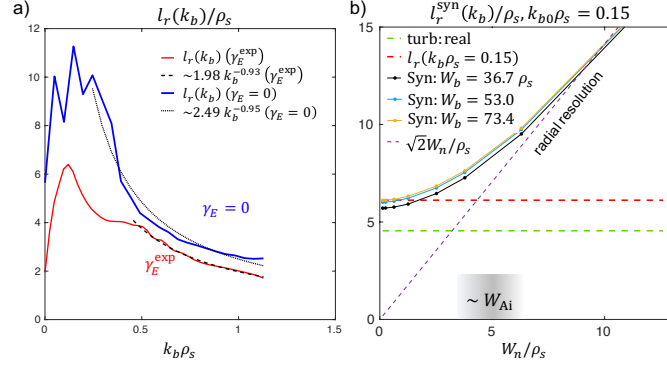 a)
l_r(k_b)/ρ_s
12
10
8
6
4
2
0
0
0.5
1
1.5
k_bρ_s
l_r(k_b) (γ_E^exp)
~1.98 k_b^-0.93 (γ_E^exp)
l_r(k_b) (γ_E = 0)
~2.49 k_b^-0.95 (γ_E = 0)
γ_E = 0
γ_E^exp
b)
l_r^syn(k_b)/ρ_s, k_b0ρ_s = 0.15
15
10
5
0
0
5
10
W_n/ρ_s
turb:real
l_r(k_b ρ_s = 0.15)
Syn: W_b = 36.7 ρ_s
Syn: W_b = 53.0
Syn: W_b = 73.4
√2W_n/ρ_s
radial resolution
~ W_Ai